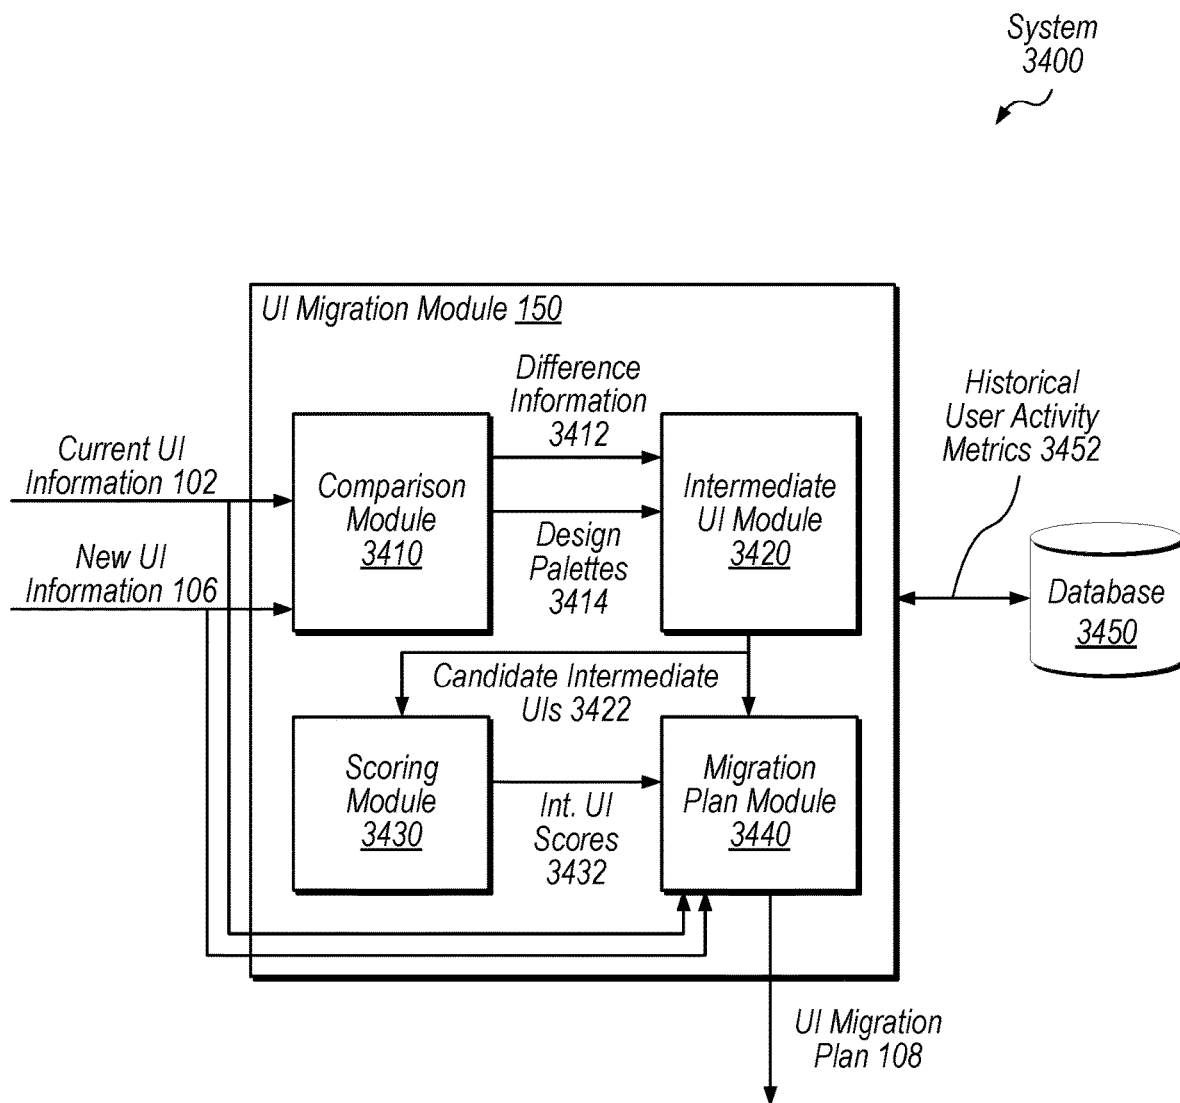 System
3400
UI Migration Module 150
Difference
Information
3412
Historical
User Activity
Metrics 3452
Current UI
Information 102
Comparison
Module
3410
Intermediate
UI Module
3420
New UI
Information 106
Design
Palettes
3414
Database
3450
Candidate Intermediate
UIs 3422
Scoring
Module
3430
Int. UI
Scores
3432
Migration
Plan Module
3440
UI Migration
Plan 108